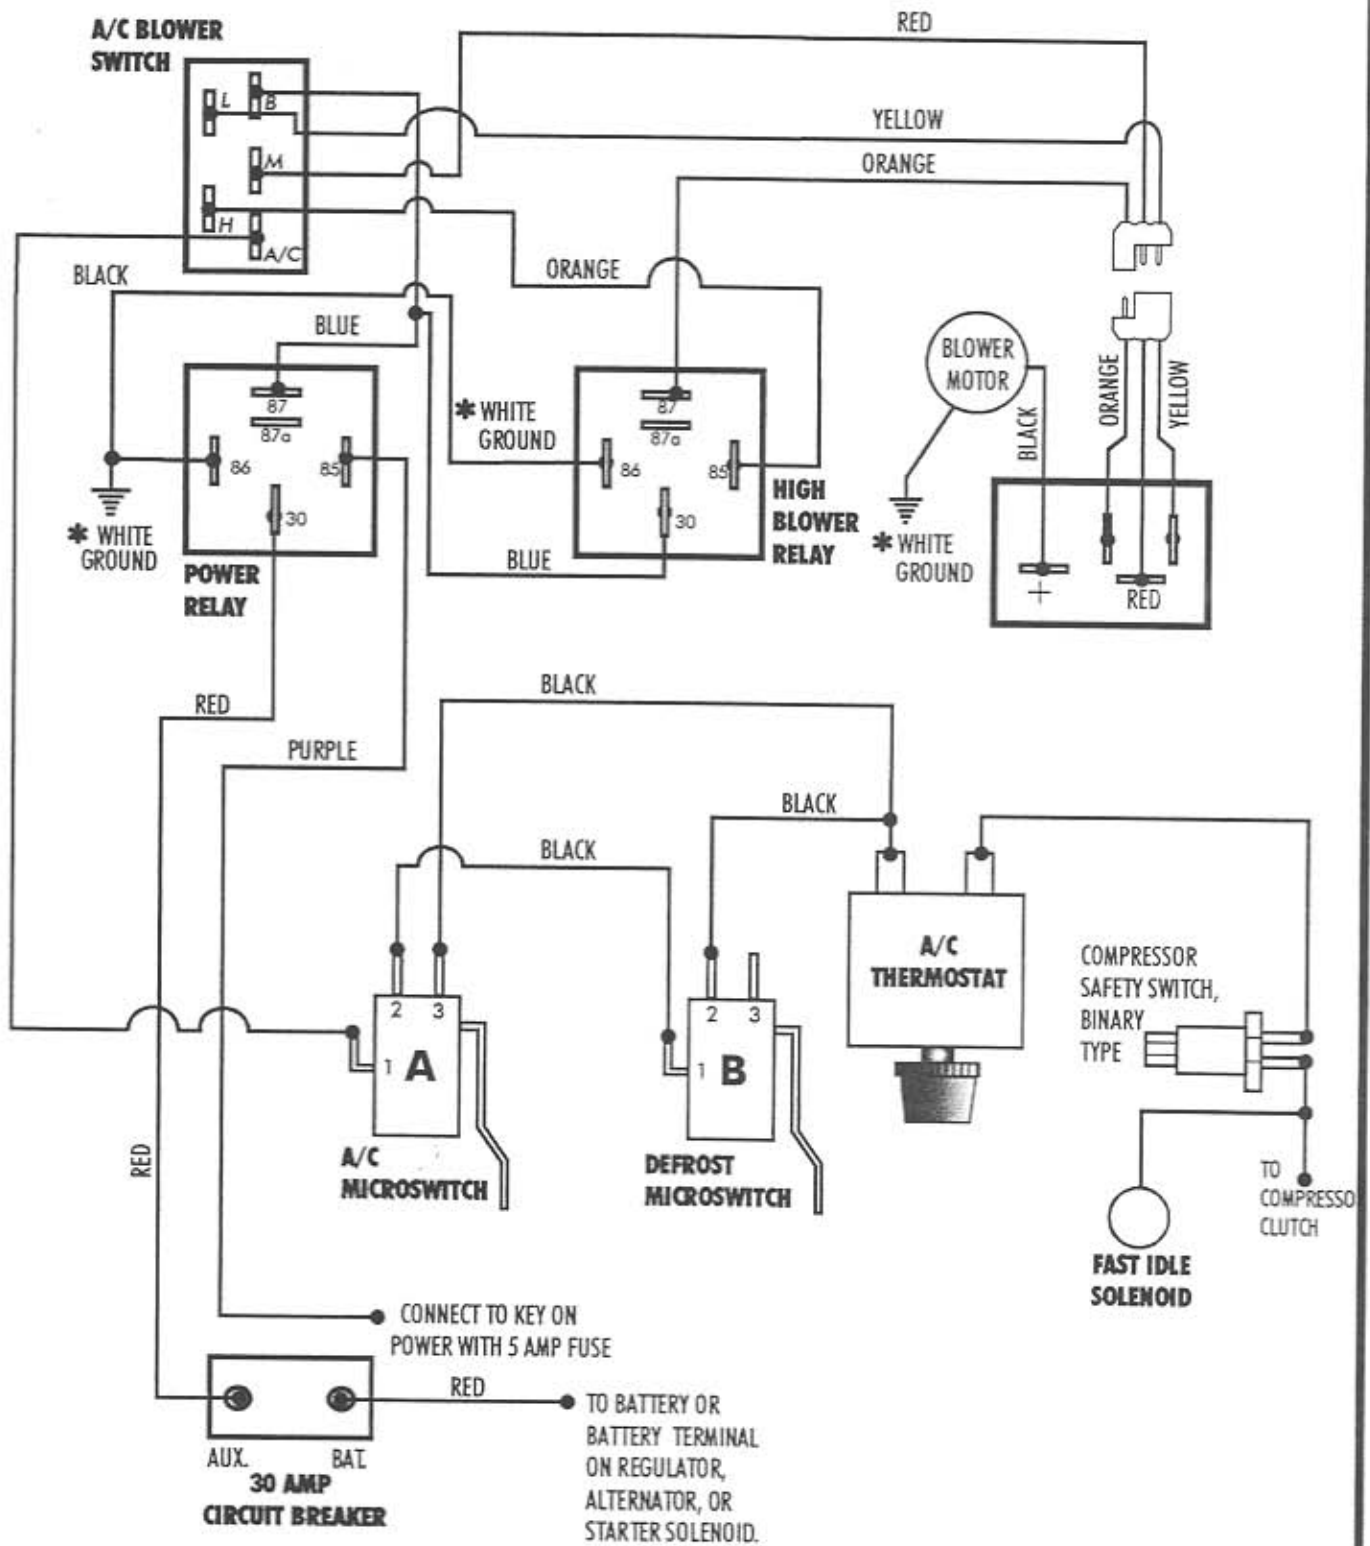 A/C BLOWER
SWITCH
L
B
M
H
A/C
RED
YELLOW
ORANGE
BLACK
ORANGE
BLUE
87
87a
86
85
30
✱ WHITE
GROUND
POWER
RELAY
✱ WHITE
GROUND
87
87a
86
85
30
HIGH
BLOWER
RELAY
BLUE
BLOWER
MOTOR
BLACK
ORANGE
YELLOW
✱ WHITE
GROUND
+
RED
RED
PURPLE
BLACK
BLACK
BLACK
2 3
1 A
A/C
MICROSWITCH
2 3
1 B
DEFROST
MICROSWITCH
A/C
THERMOSTAT
COMPRESSOR
SAFETY SWITCH,
BINARY
TYPE
TO
COMPRESSO
CLUTCH
FAST IDLE
SOLENOID
RED
CONNECT TO KEY ON
POWER WITH 5 AMP FUSE
RED
AUX. BAT.
30 AMP
CIRCUIT BREAKER
TO BATTERY OR
BATTERY TERMINAL
ON REGULATOR,
ALTERNATOR, OR
STARTER SOLENOID.